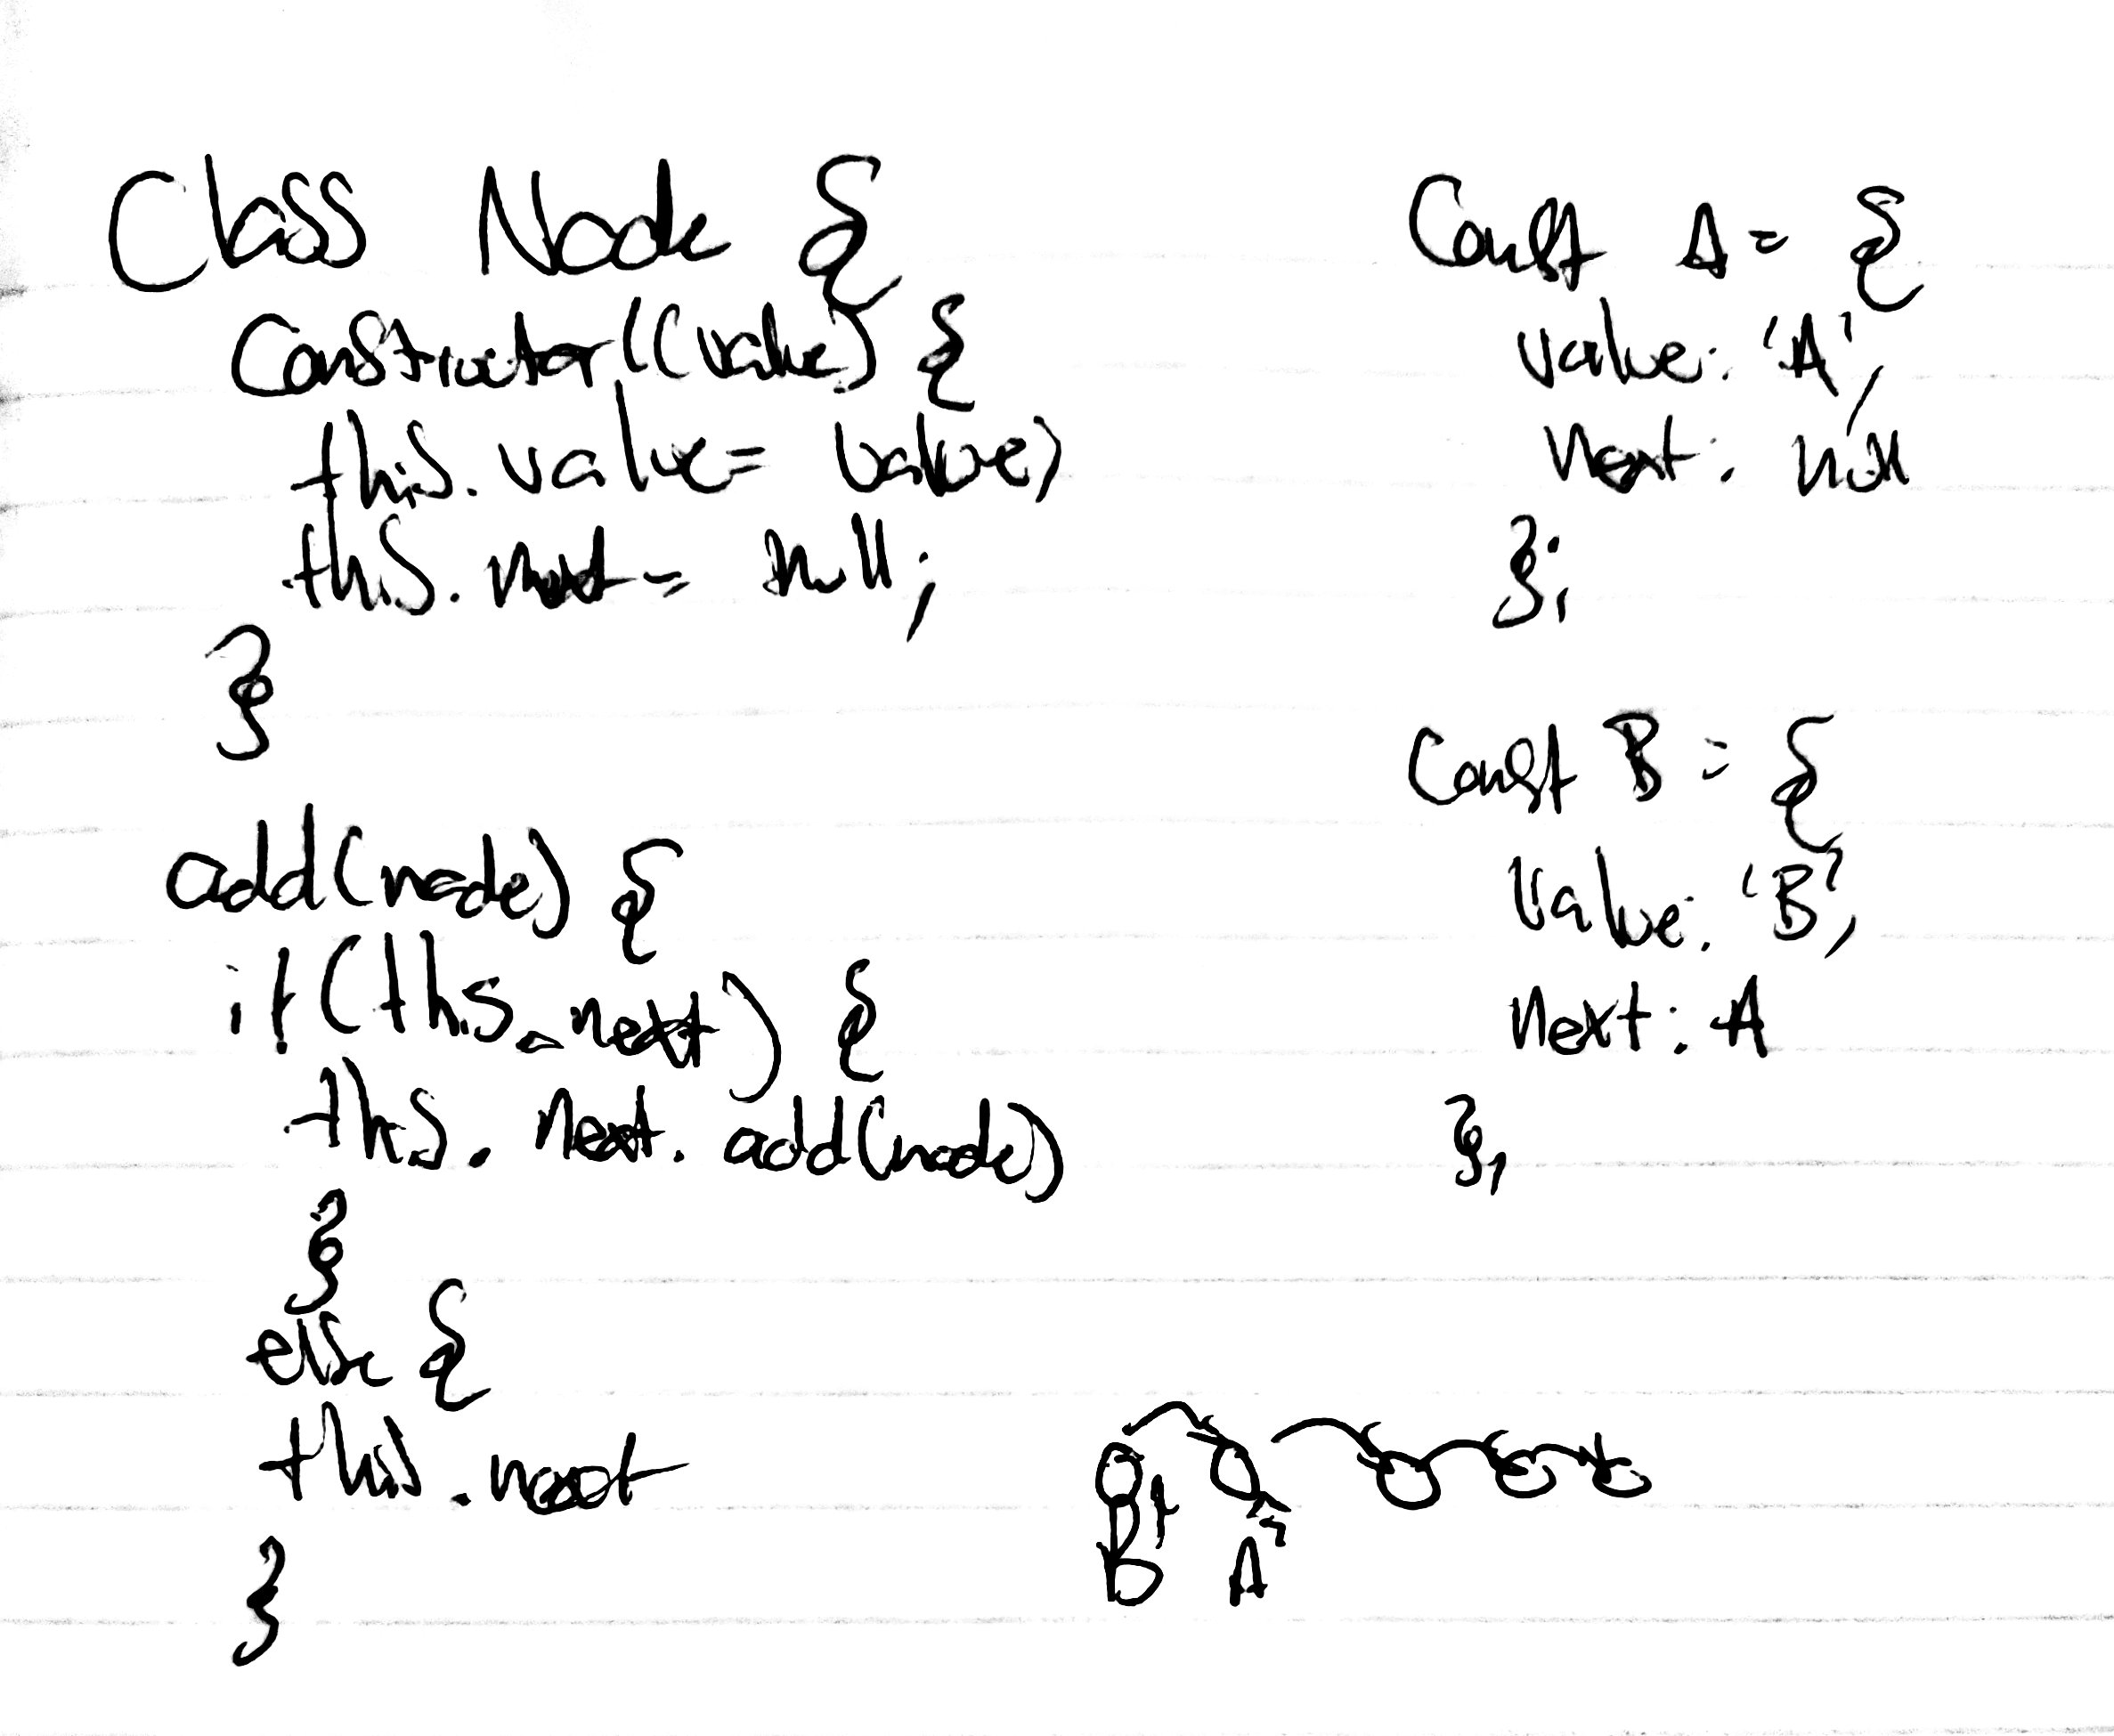 Class Node {
Constructor((value) {
this.value = value)
this.next = null;
}
add(node) {
if(this.next) {
this.next.add(node)
}
else {
this.next
}
Const A = {
value: 'A',
next: null
};
Const B = {
value: 'B',
next: A
},
B A